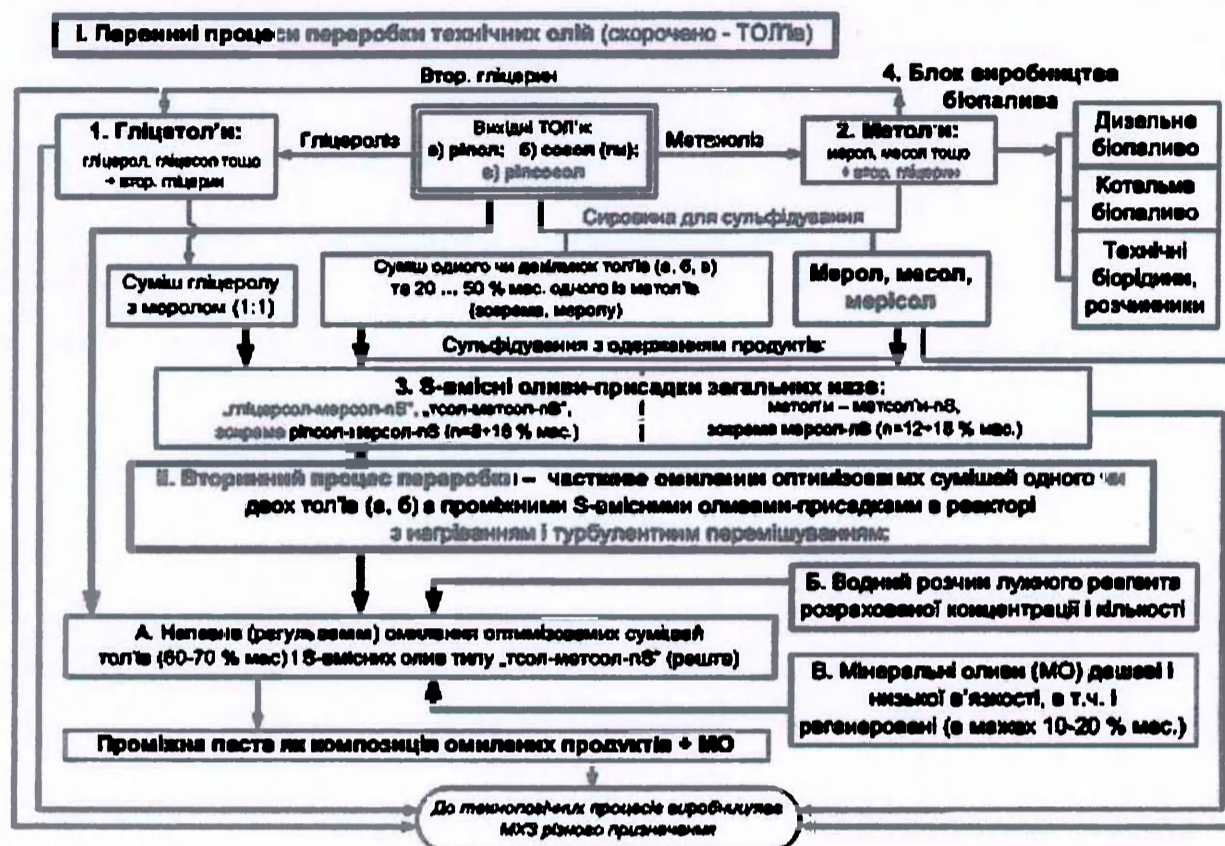 I. Первинні процеси переробки технічних олій (скорочено - ТОЛ'ів)
Втор. гліцерин
4. Блок виробництва
біопалива
1. Гліцетол'и:
гліцерол, гліцесол тощо
+ втор. гліцерин
Гліцероліз
Вихідні ТОЛ'и:
а) ріпол; б) соєол (пи);
в) ріпсосол
Метаноліз
2. Метол'и:
мерол, месол тощо
+ втор. гліцерин
Дизельне
біопаливо
Котельне
біопаливо
Технічні
біорідини,
розчинники
Сировина для сульфідування
Суміш гліцеролу
з меролом (1:1)
Суміш одного чи декількох тол'ів (а, б, в)
та 20 ... 50 % мас. одного із метол'ів
(зокрема, меролу)
Мерол, месол,
мерісол
Сульфідування з одержанням продуктів:
3. S-вмісні оливи-присадки загальних назв:
„гліцерсол-мерсол-nS", „тсол-метсол-nS",
зокрема ріпсол-мерсол-nS (n=8÷16 % мас.)
метол'и – метсол'и-nS,
зокрема мерсол-nS (n=12÷15 % мас.)
II. Вторинний процес переробки – часткове омилення оптимізованих сумішей одного чи
двох тол'ів (а, б) з проміжними S-вмісними оливами-присадками в реакторі
з нагріванням і турбулентним перемішуванням:
Б. Водний розчин лужного реагента
розрахованої концентрації і кількості
А. Неповне (регульваме) омилення оптимізованих сумішей
тол'їв (60-70 % мас) і S-вмісних олив типу „тсол-метсол-nS" (решта)
В. Мінеральні оливи (МО) дешеві і
низької в'язкості, в т.ч. і
регенеровані (в межах 10-20 % мас.)
Проміжна паста як композиція омилених продуктів + МО
До технологічних процесів виробництва
МХЗ різного призначення